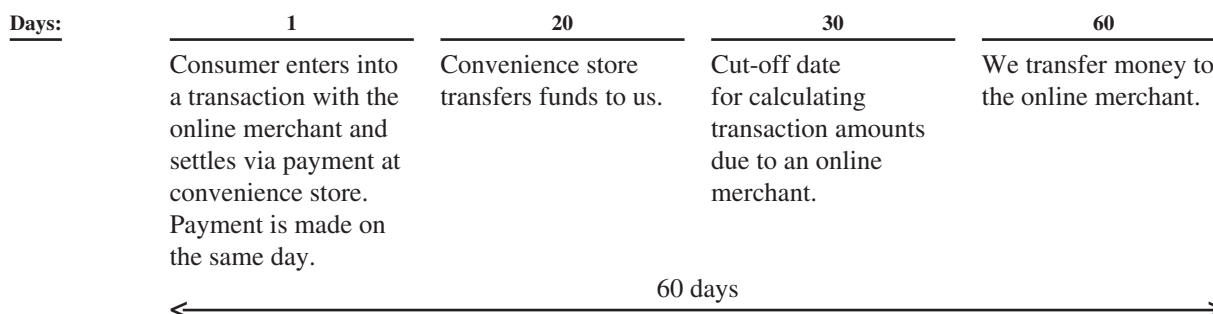 Days: 1 20 30 60
Consumer enters into
a transaction with the
online merchant and
settles via payment at
convenience store.
Payment is made on
the same day.
Convenience store
transfers funds to us.
Cut-off date
for calculating
transaction amounts
due to an online
merchant.
We transfer money to
the online merchant.
60 days